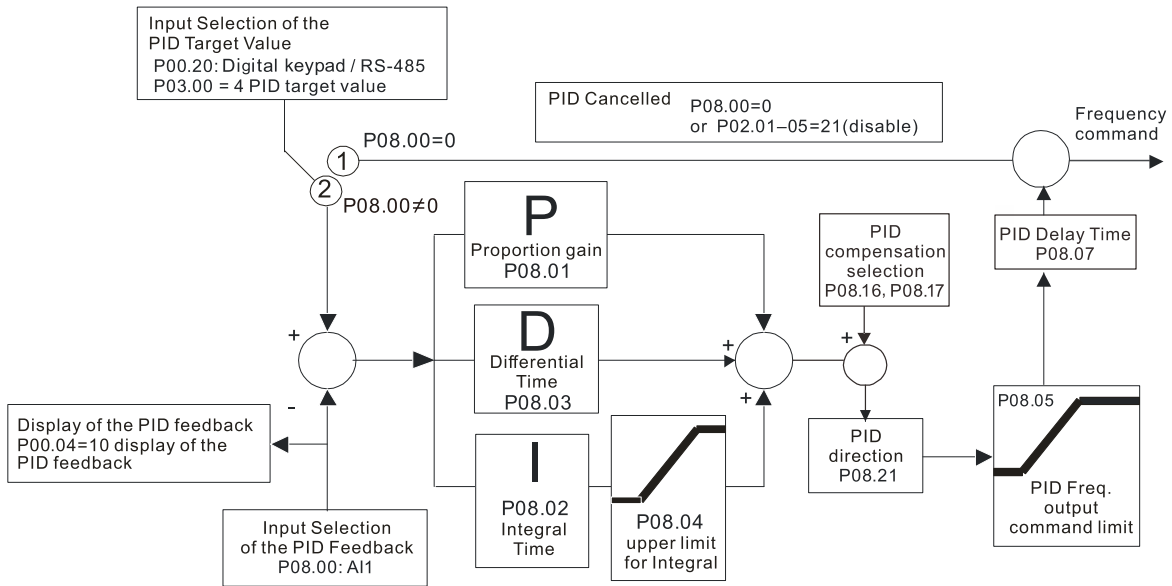 Input Selection of the
PID Target Value
P00.20: Digital keypad / RS-485
P03.00 = 4 PID target value
PID Cancelled
P08.00=0
or P02.01–05=21(disable)
Frequency
command
P08.00=0
1
2
P08.00≠0
P
Proportion gain
P08.01
PID
compensation
selection
P08.16, P08.17
PID Delay Time
P08.07
+
D
Differential
Time
P08.03
+
+
+
-
Display of the PID feedback
P00.04=10 display of the
PID feedback
I
P08.02
Integral
Time
P08.04
upper limit
for Integral
PID
direction
P08.21
P08.05
PID Freq.
output
command limit
Input Selection
of the PID Feedback
P08.00: AI1